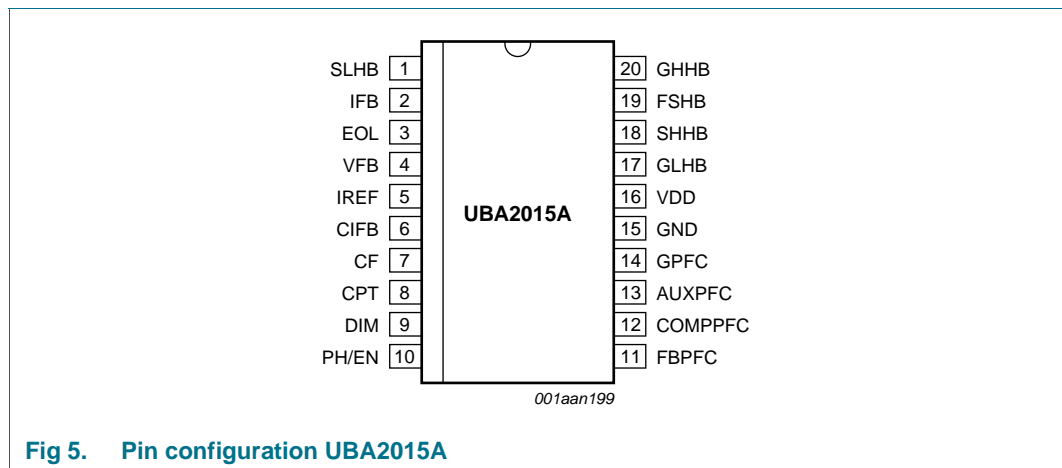 SLHB 1 20 GHHB
IFB 2 19 FSHB
EOL 3 18 SHHB
VFB 4 17 GLHB
IREF 5 16 VDD
UBA2015A
CIFB 6 15 GND
CF 7 14 GPFC
CPT 8 13 AUXPFC
DIM 9 12 COMPPFC
PH/EN 10 11 FBPFC
001aan199
Fig 5. Pin configuration UBA2015A